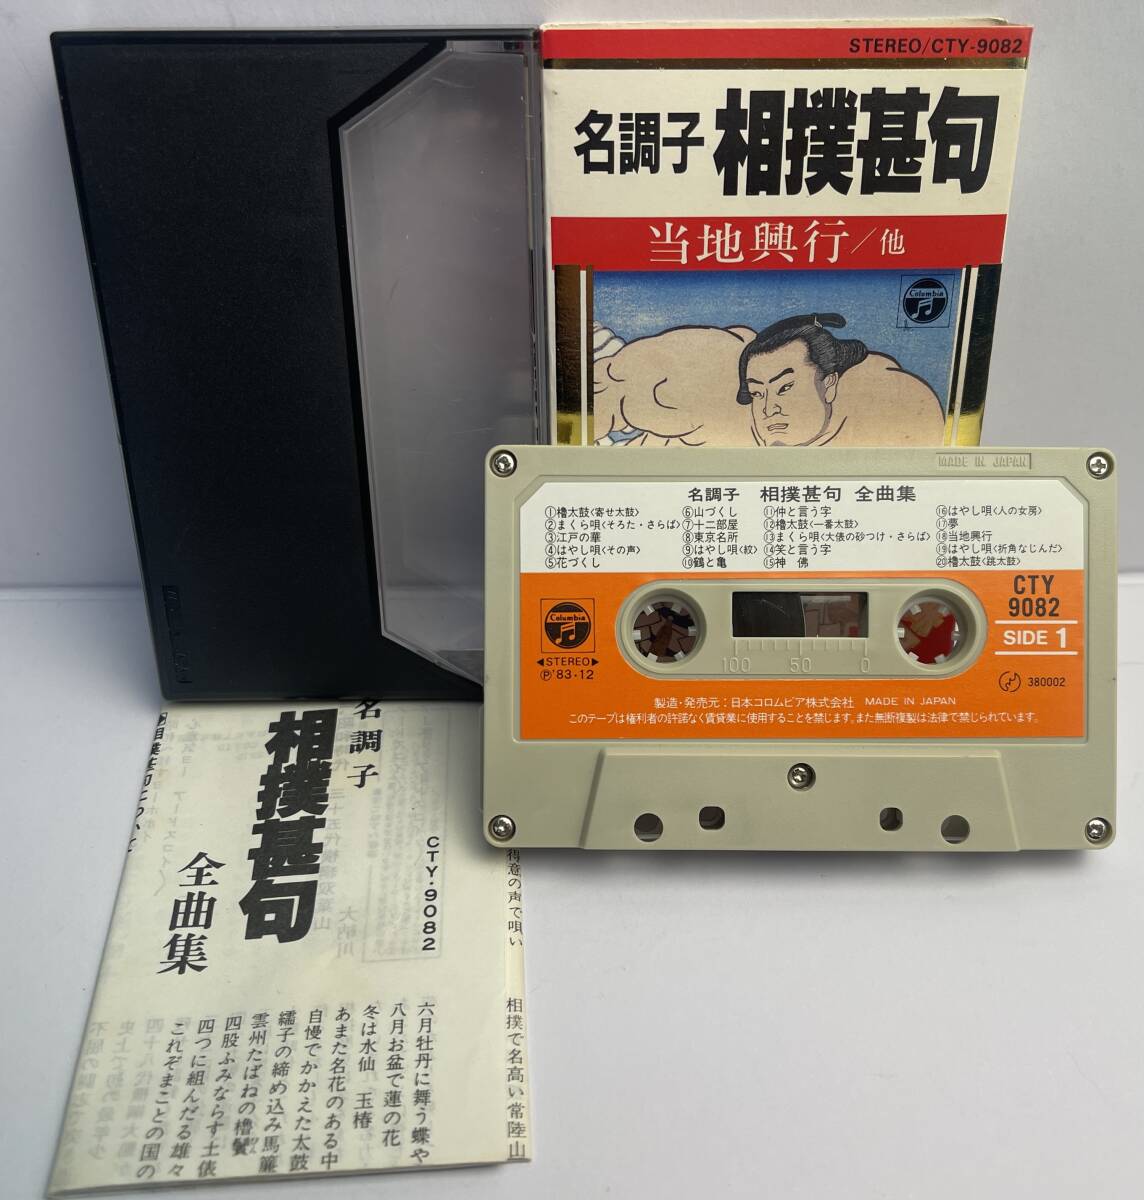 STEREO/CTY-9082
名調子 相撲甚句
当地興行/他
Columbia
MADE IN JAPAN
名調子 相撲甚句 全曲集
①櫓太鼓〈寄せ太鼓〉
②まくら唄〈そろた・さらば〉
③江戸の華
④はやし唄〈その声〉
⑤花づくし
⑥山づくし
⑦十二部屋
⑧東京名所
⑨はやし唄〈紋〉
⑩鶴と亀
⑪仲と言う字
⑫櫓太鼓〈一番太鼓〉
⑬まくら唄〈大俵の砂つけ・さらば〉
⑭笑と言う字
⑮神 佛
⑯はやし唄〈人の女房〉
⑰夢
⑱当地興行
⑲はやし唄〈折角なじんだ〉
⑳櫓太鼓〈跳太鼓〉
CTY
9082
SIDE 1
Columbia
◀STEREO▶
Ⓟ'83・12
100 50 0
380002
製造・発売元:日本コロムビア株式会社 MADE IN JAPAN
このテープは権利者の許諾なく賃貸業に使用することを禁じます。また無断複製は法律で禁じられています。
CTY・9082
名調子
相撲甚句
全曲集
得意の声で唄い
相撲で名高い常陸山
六月牡丹に舞う蝶や
八月お盆で蓮の花
冬は水仙 玉椿
あまた名花のある中
自慢でかかえた太鼓
繻子の締め込み馬簾
雲州たばねの櫓鬢
四股ふみならす土俵
四つに組んだる雄々
これぞまことの国の